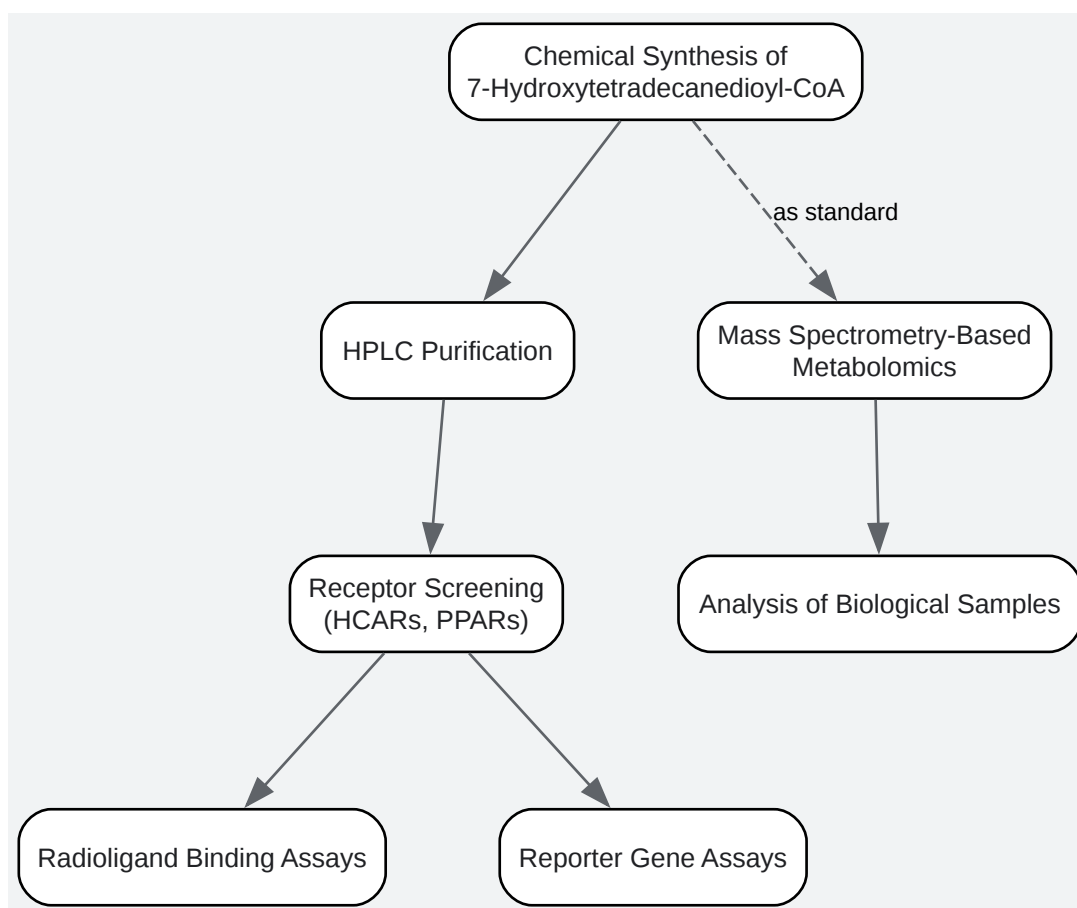 Chemical Synthesis of
7-Hydroxytetradecanedioyl-CoA
as standard
HPLC Purification
Mass Spectrometry-Based
Metabolomics
Receptor Screening
(HCARs, PPARs)
Analysis of Biological Samples
Radioligand Binding Assays
Reporter Gene Assays